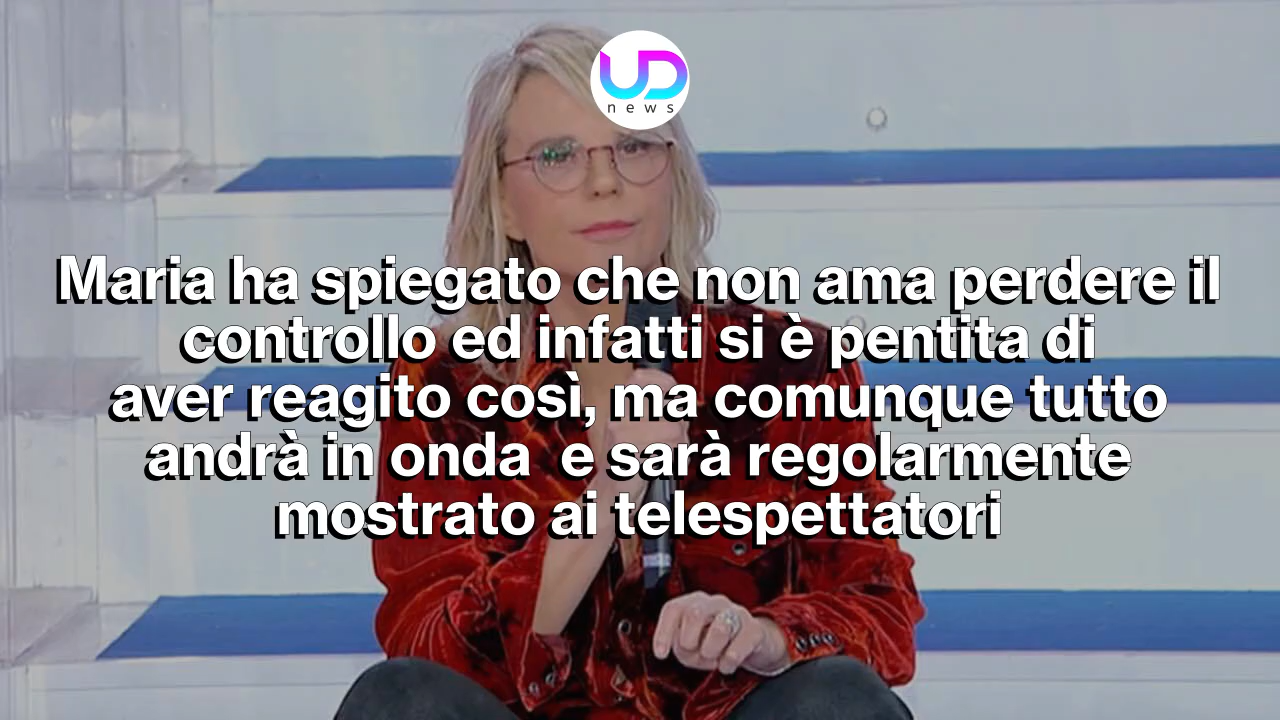 UD
news
Maria ha spiegato che non ama perdere il
controllo ed infatti si è pentita di
aver reagito così, ma comunque tutto
andrà in onda  e sarà regolarmente
mostrato ai telespettatori